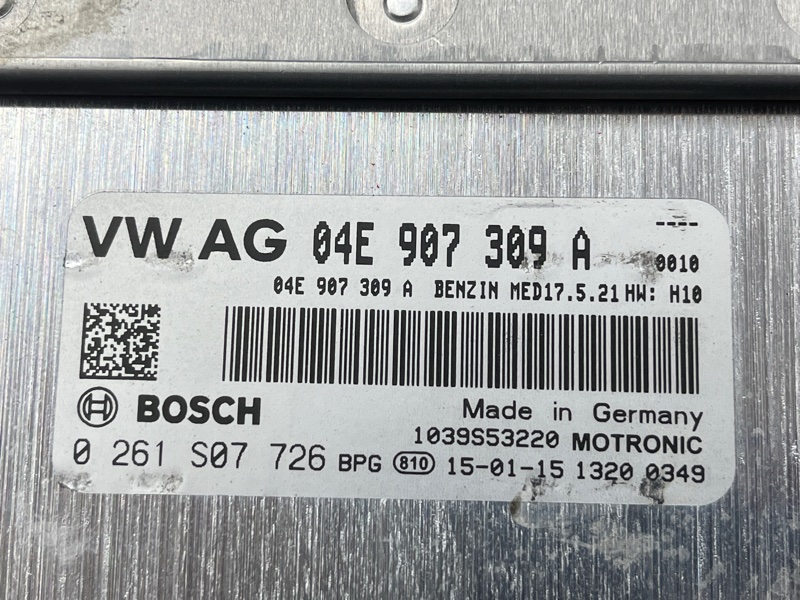 VW AG 04E 907 309 A ----
0010
04E 907 309 A BENZIN MED17.5.21 HW: H10
BOSCH Made in Germany
1039S53220 MOTRONIC
0 261 S07 726 BPG 810 15-01-15 1320 0349